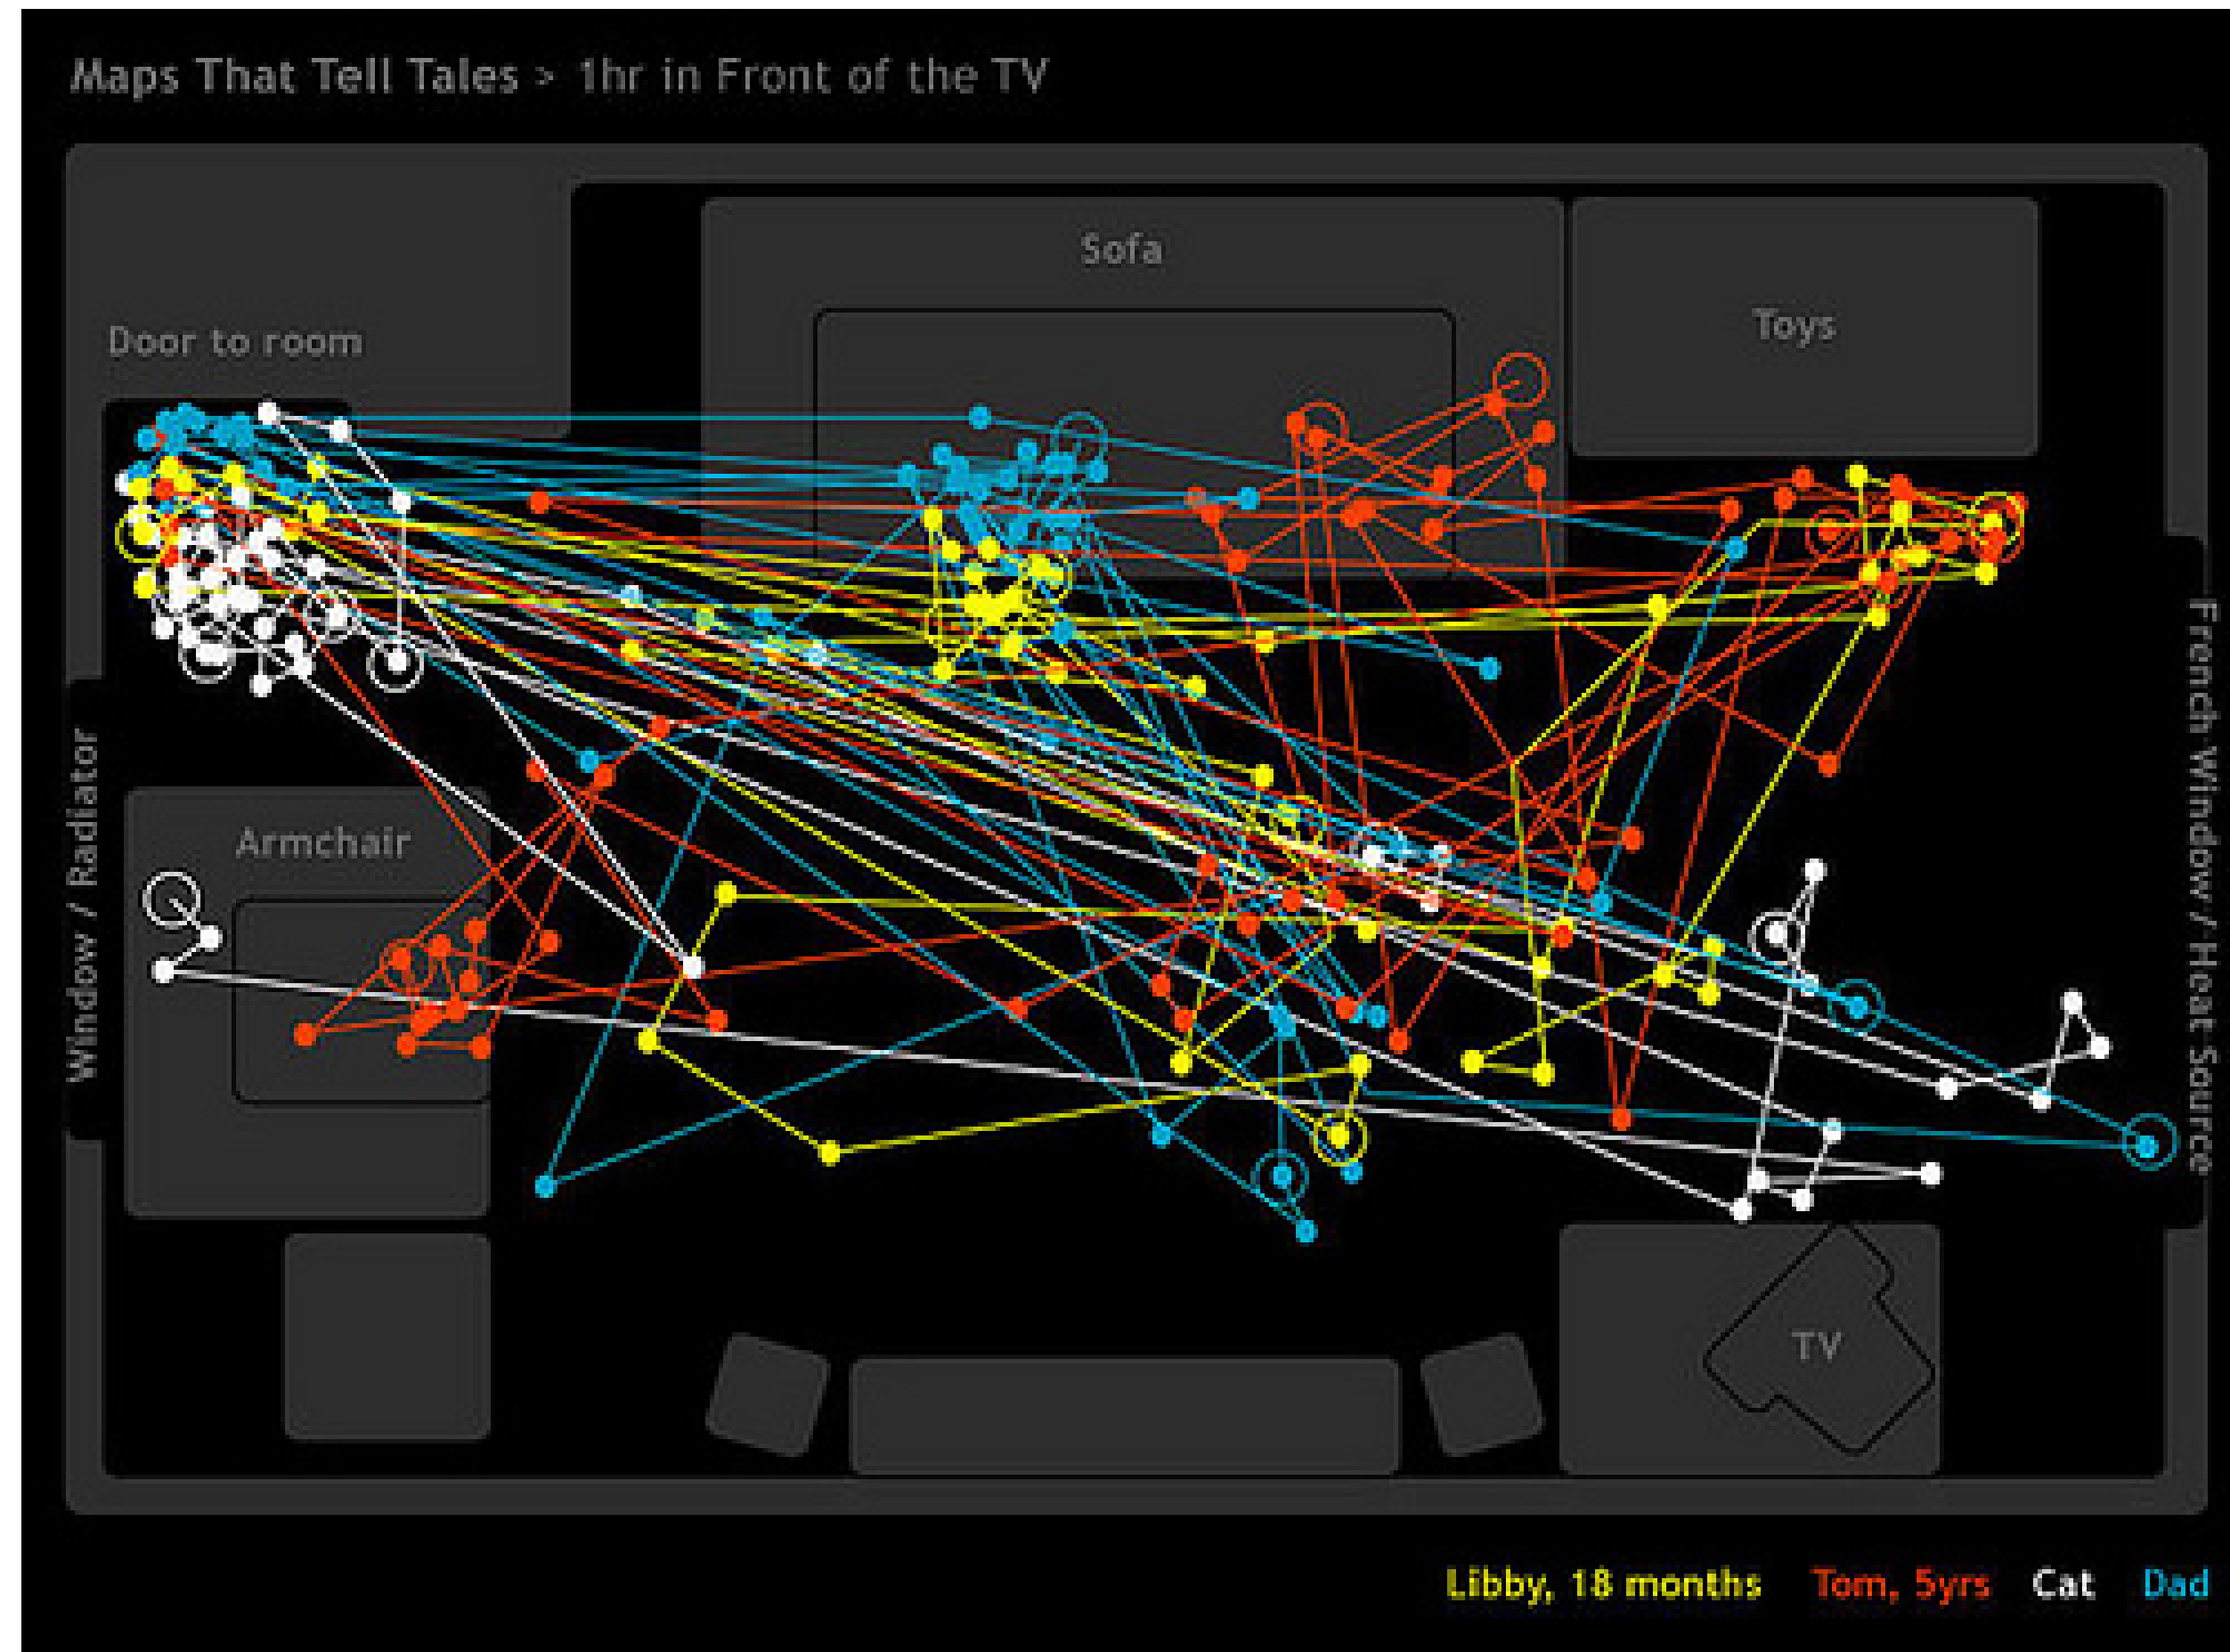 Maps That Tell Tales > 1hr in Front of the TV
Sofa
Toys
Door to room
Armchair
Window / Radiator
French Window / Heat Source
TV
Libby, 18 months Tom, 5yrs Cat Dad